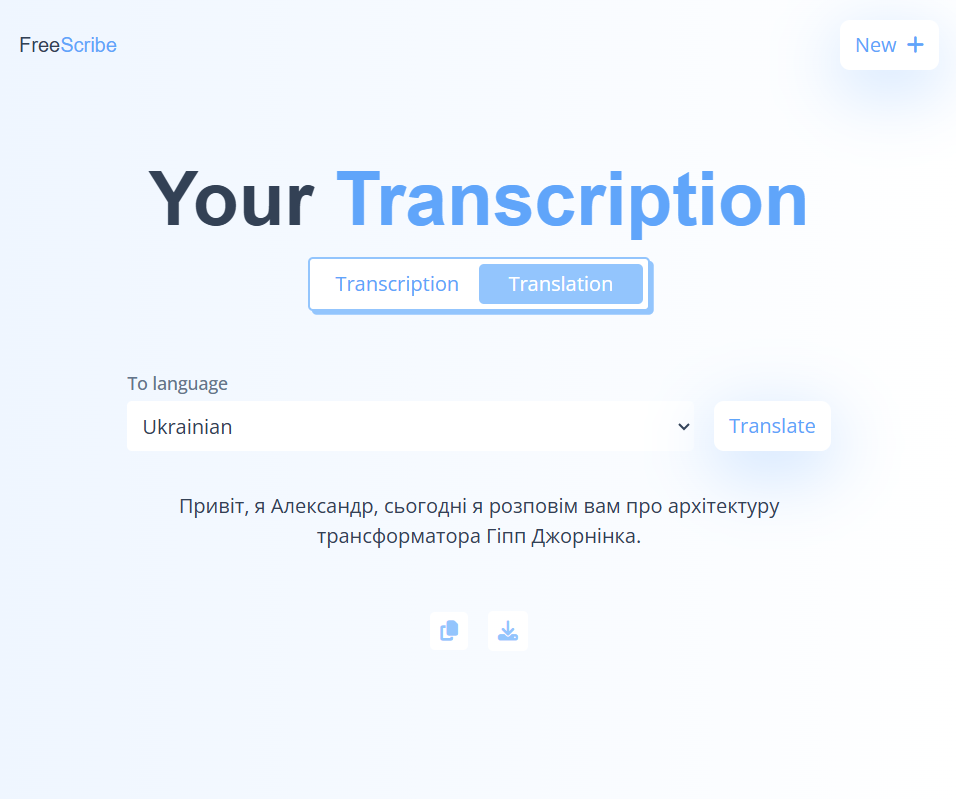 FreeScribe
New +
Your Transcription
Transcription Translation
To language
Ukrainian
Translate
Привіт, я Александр, сьогодні я розповім вам про архітектуру
трансформатора Гіпп Джорнінка.